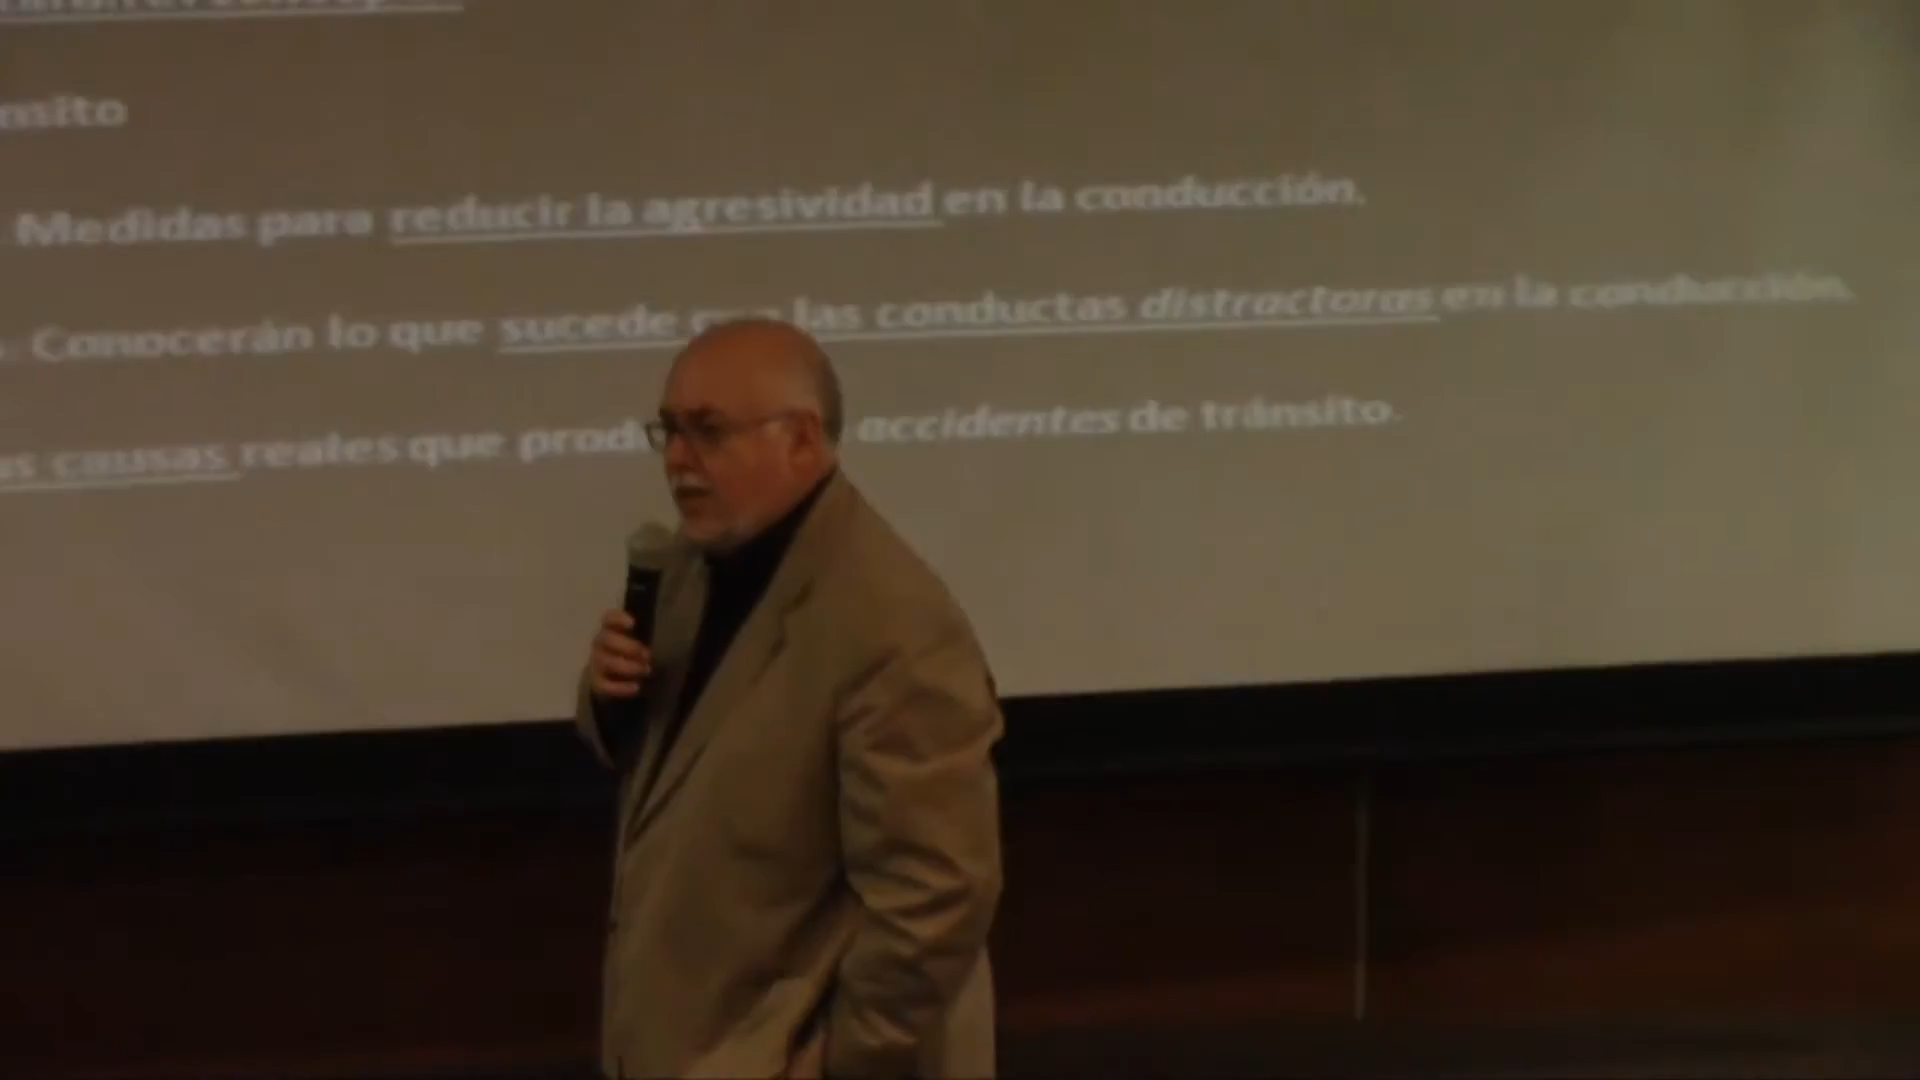 nsito
Medidas para reducir la agresividad en la conducción.
Conocerán lo que sucede las conductas distractoras en la conducción.
causas reales que prod accidentes de tránsito.